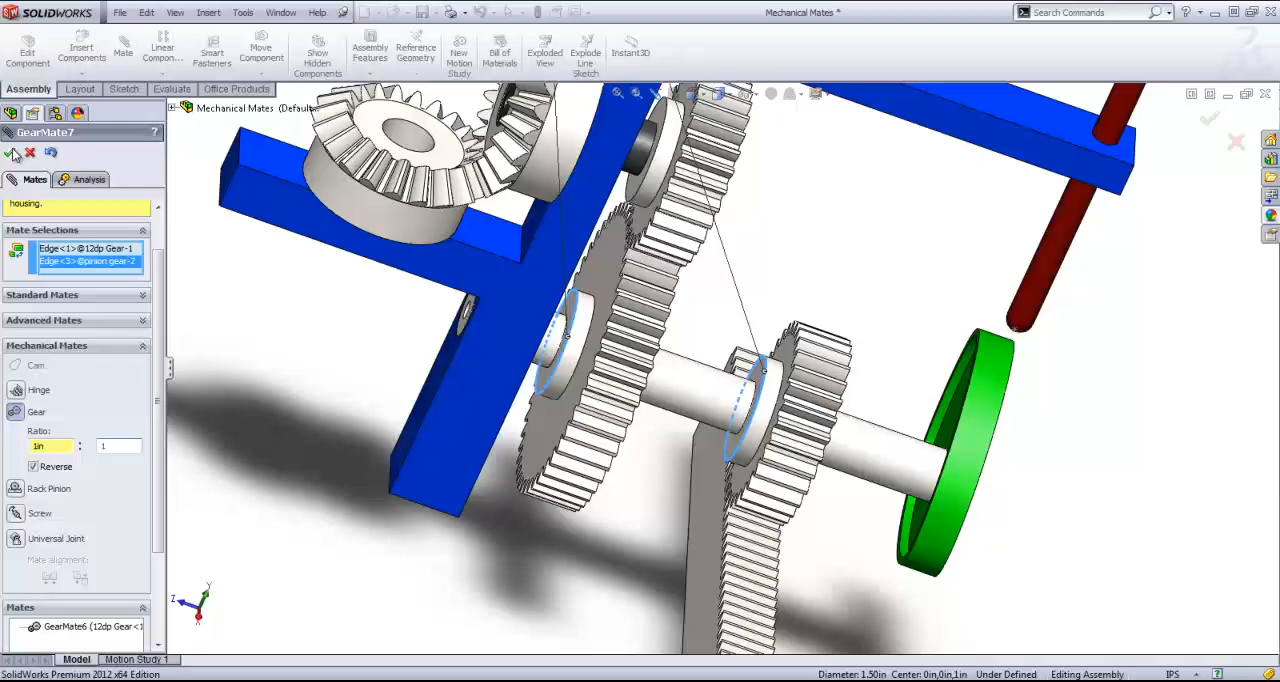 SOLIDWORKS File Edit View Insert Tools Window Help Mechanical Mates * Search Commands ?
Edit Component
Insert Components
Mate
Linear Compon...
Smart Fasteners
Move Component
Show Hidden Components
Assembly Features
Reference Geometry
New Motion Study
Bill of Materials
Exploded View
Explode Line Sketch
Instant3D
Assembly Layout Sketch Evaluate Office Products
Mechanical Mates (Default...
GearMate7 ?
Mates Analysis
housing.
Mate Selections
Edge<1>@12dp Gear-1
Edge<3>@pinion gear-2
Standard Mates
Advanced Mates
Mechanical Mates
Cam
Hinge
Gear
Ratio:
1in : 1
Reverse
Rack Pinion
Screw
Universal Joint
Mate alignment:
Mates
GearMate6 (12dp Gear<1
Y
Z
X
Model Motion Study 1
SolidWorks Premium 2012 x64 Edition Diameter: 1.50in Center: 0in,0in,1in Under Defined Editing Assembly IPS ?